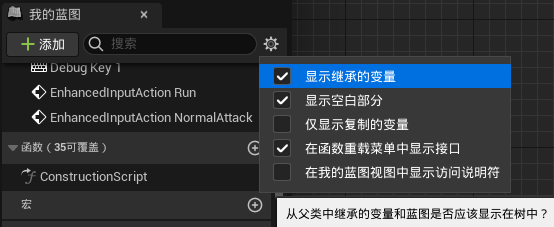 我的蓝图
添加
搜索
Debug Key 1
EnhancedInputAction Run
EnhancedInputAction NormalAttack
函数（35可覆盖）
ConstructionScript
宏
显示继承的变量
显示空白部分
仅显示复制的变量
在函数重载菜单中显示接口
在我的蓝图视图中显示访问说明符
从父类中继承的变量和蓝图是否应该显示在树中？